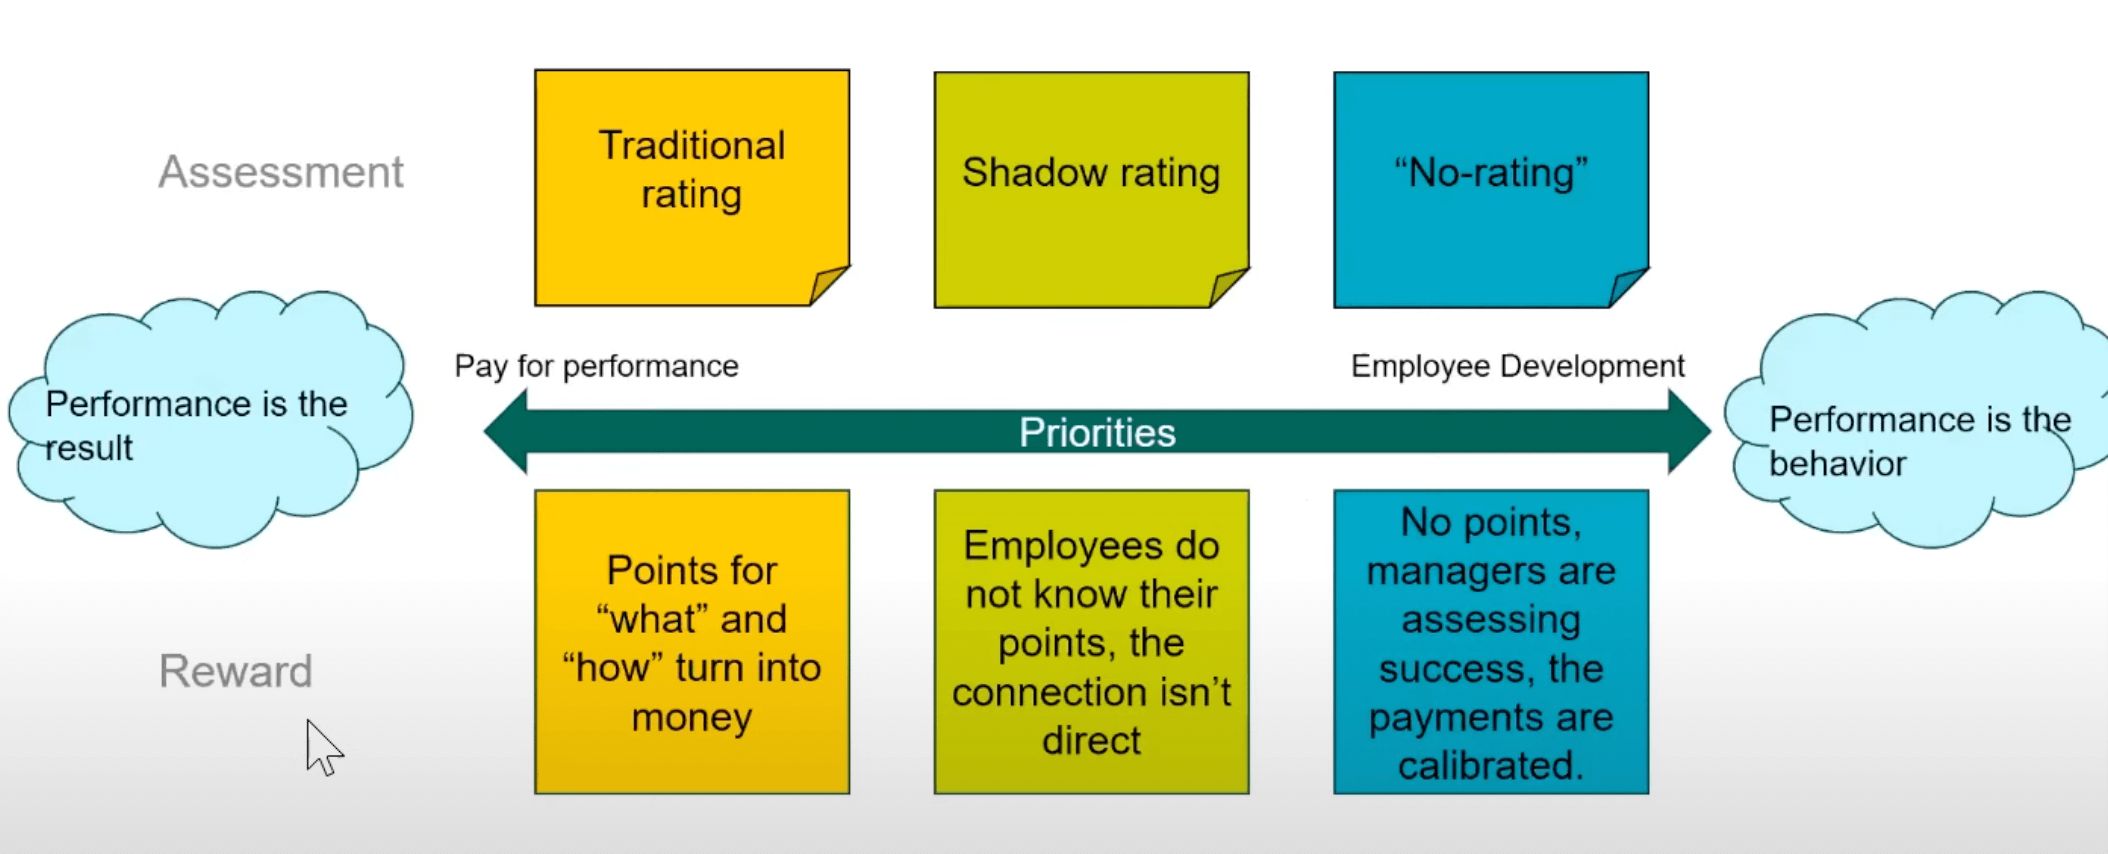 Assessment
Traditional
rating
Shadow rating
“No-rating”
Performance is the
result
Pay for performance
Employee Development
Priorities
Performance is the
behavior
Reward
Points for
“what” and
“how” turn into
money
Employees do
not know their
points, the
connection isn’t
direct
No points,
managers are
assessing
success, the
payments are
calibrated.